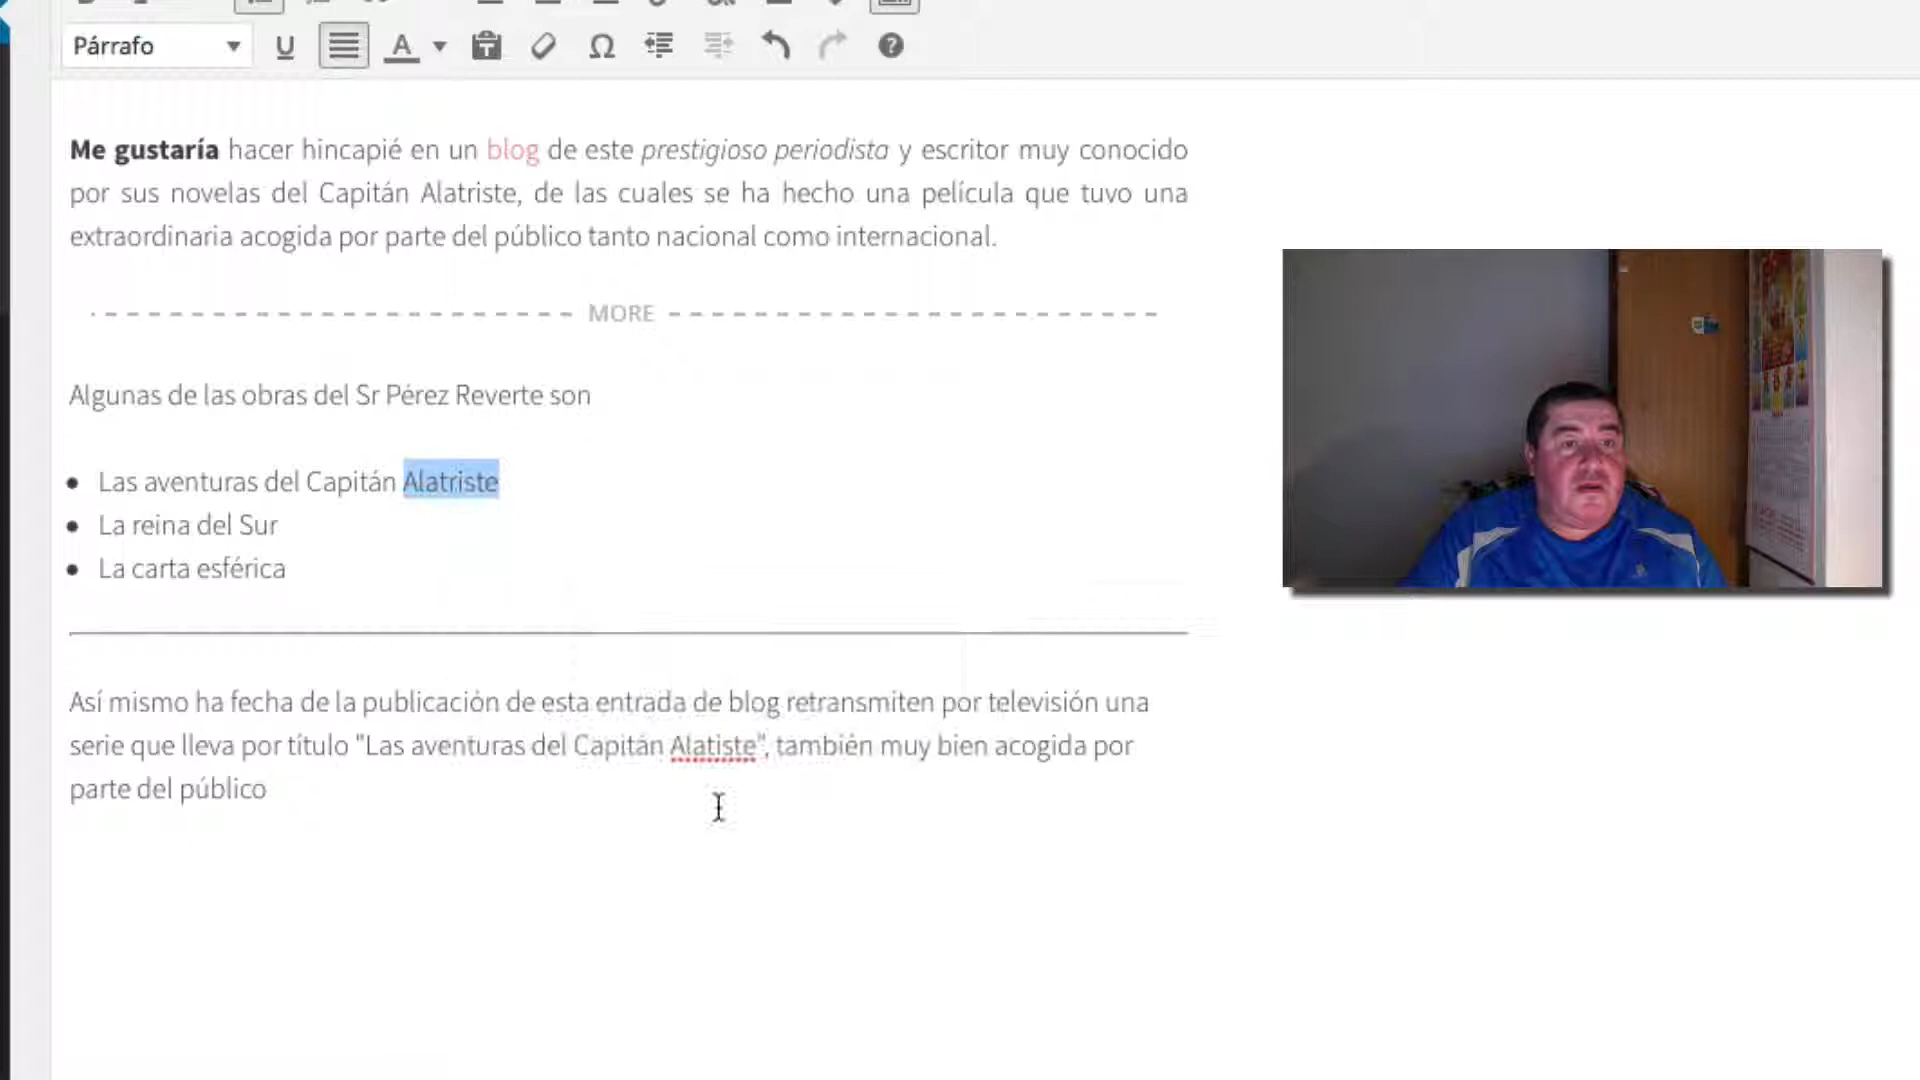 Párrafo
Me gustaría hacer hincapié en un blog de este prestigioso periodista y escritor muy conocido
por sus novelas del Capitán Alatriste, de las cuales se ha hecho una película que tuvo una
extraordinaria acogida por parte del público tanto nacional como internacional.
MORE
Algunas de las obras del Sr Pérez Reverte son
Las aventuras del Capitán Alatriste
La reina del Sur
La carta esférica
Así mismo ha fecha de la publicación de esta entrada de blog retransmiten por televisión una
serie que lleva por título "Las aventuras del Capitán Alatiste", también muy bien acogida por
parte del público